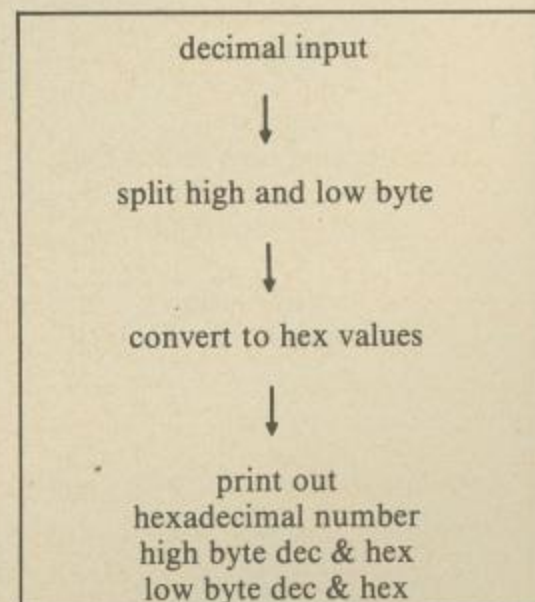 decimal input
split high and low byte
convert to hex values
print out
hexadecimal number
high byte dec & hex
low byte dec & hex